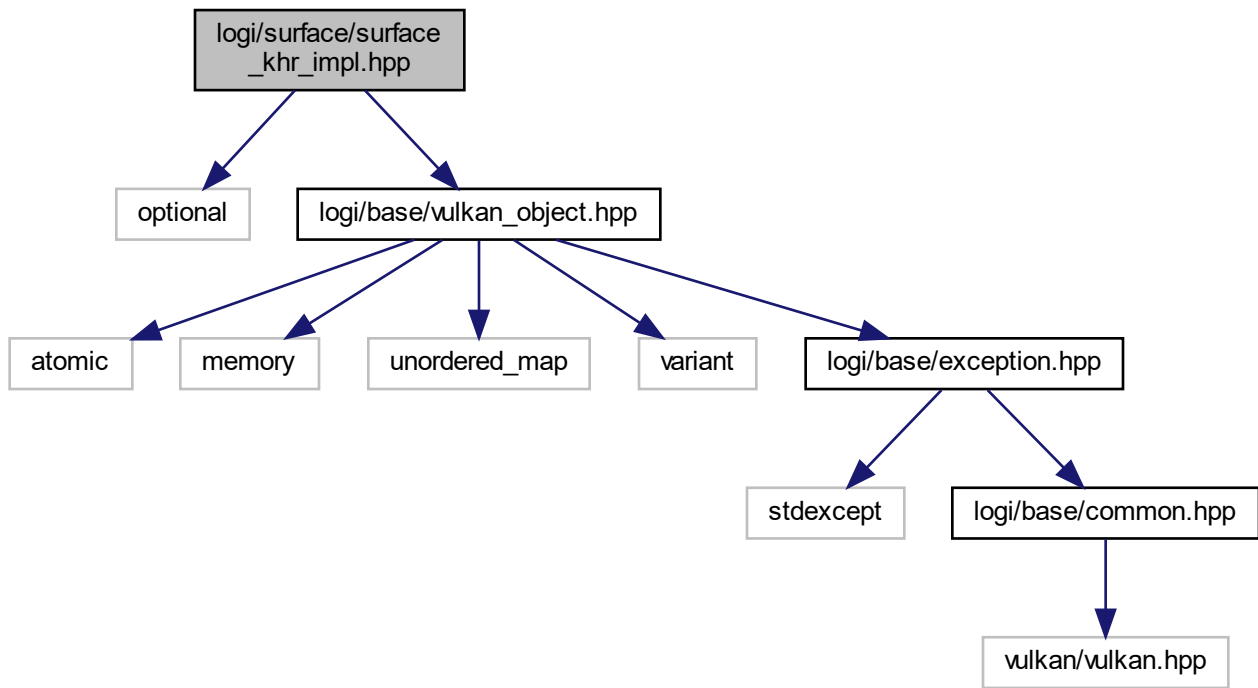 logi/surface/surface
_khr_impl.hpp
optional
logi/base/vulkan_object.hpp
atomic
memory
unordered_map
variant
logi/base/exception.hpp
stdexcept
logi/base/common.hpp
vulkan/vulkan.hpp